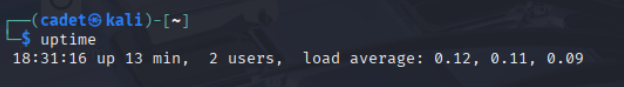 ┌──(cadet㉿kali)-[~]
└─$ uptime
 18:31:16 up 13 min,  2 users,  load average: 0.12, 0.11, 0.09